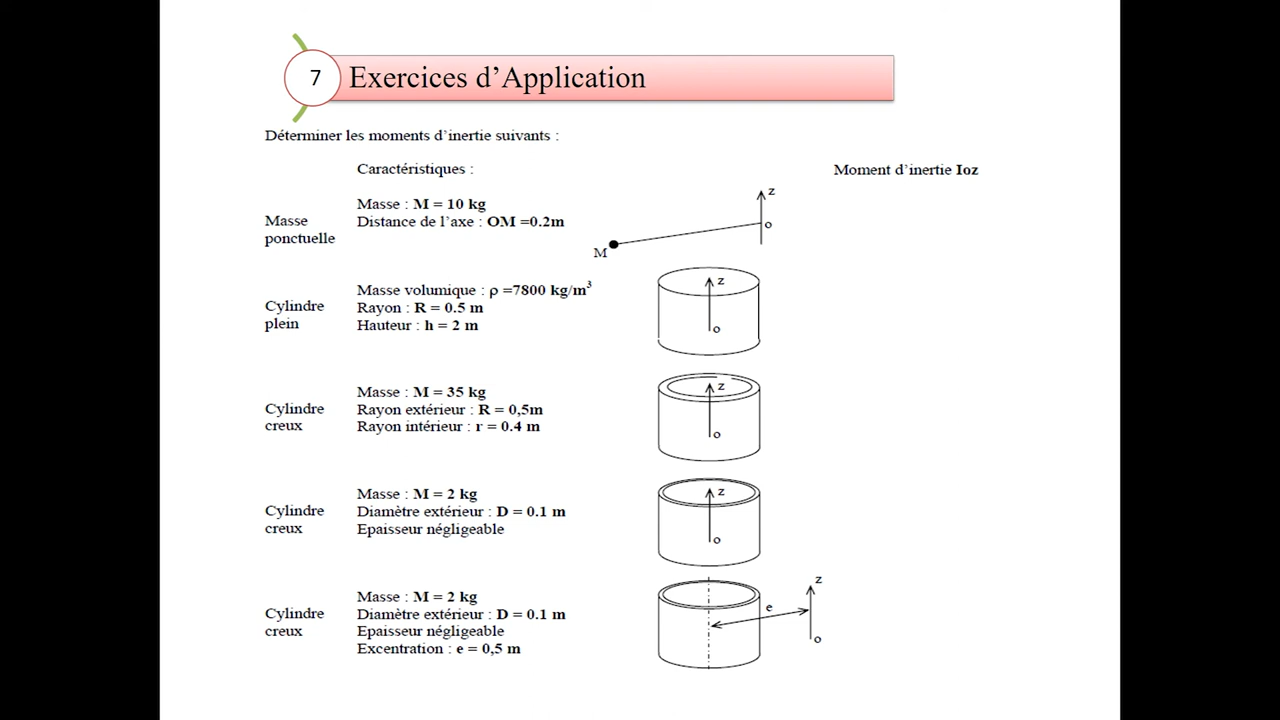 7
Exercices d’Application
Déterminer les moments d’inertie suivants :
Caractéristiques :
Moment d’inertie Ioz
Masse ponctuelle
Masse : M = 10 kg
Distance de l’axe : OM =0.2m
M
z
o
Cylindre plein
Masse volumique : ρ =7800 kg/m³
Rayon : R = 0.5 m
Hauteur : h = 2 m
z
o
Cylindre creux
Masse : M = 35 kg
Rayon extérieur : R = 0,5m
Rayon intérieur : r = 0.4 m
z
o
Cylindre creux
Masse : M = 2 kg
Diamètre extérieur : D = 0.1 m
Epaisseur négligeable
z
o
Cylindre creux
Masse : M = 2 kg
Diamètre extérieur : D = 0.1 m
Epaisseur négligeable
Excentration : e = 0,5 m
e
z
o